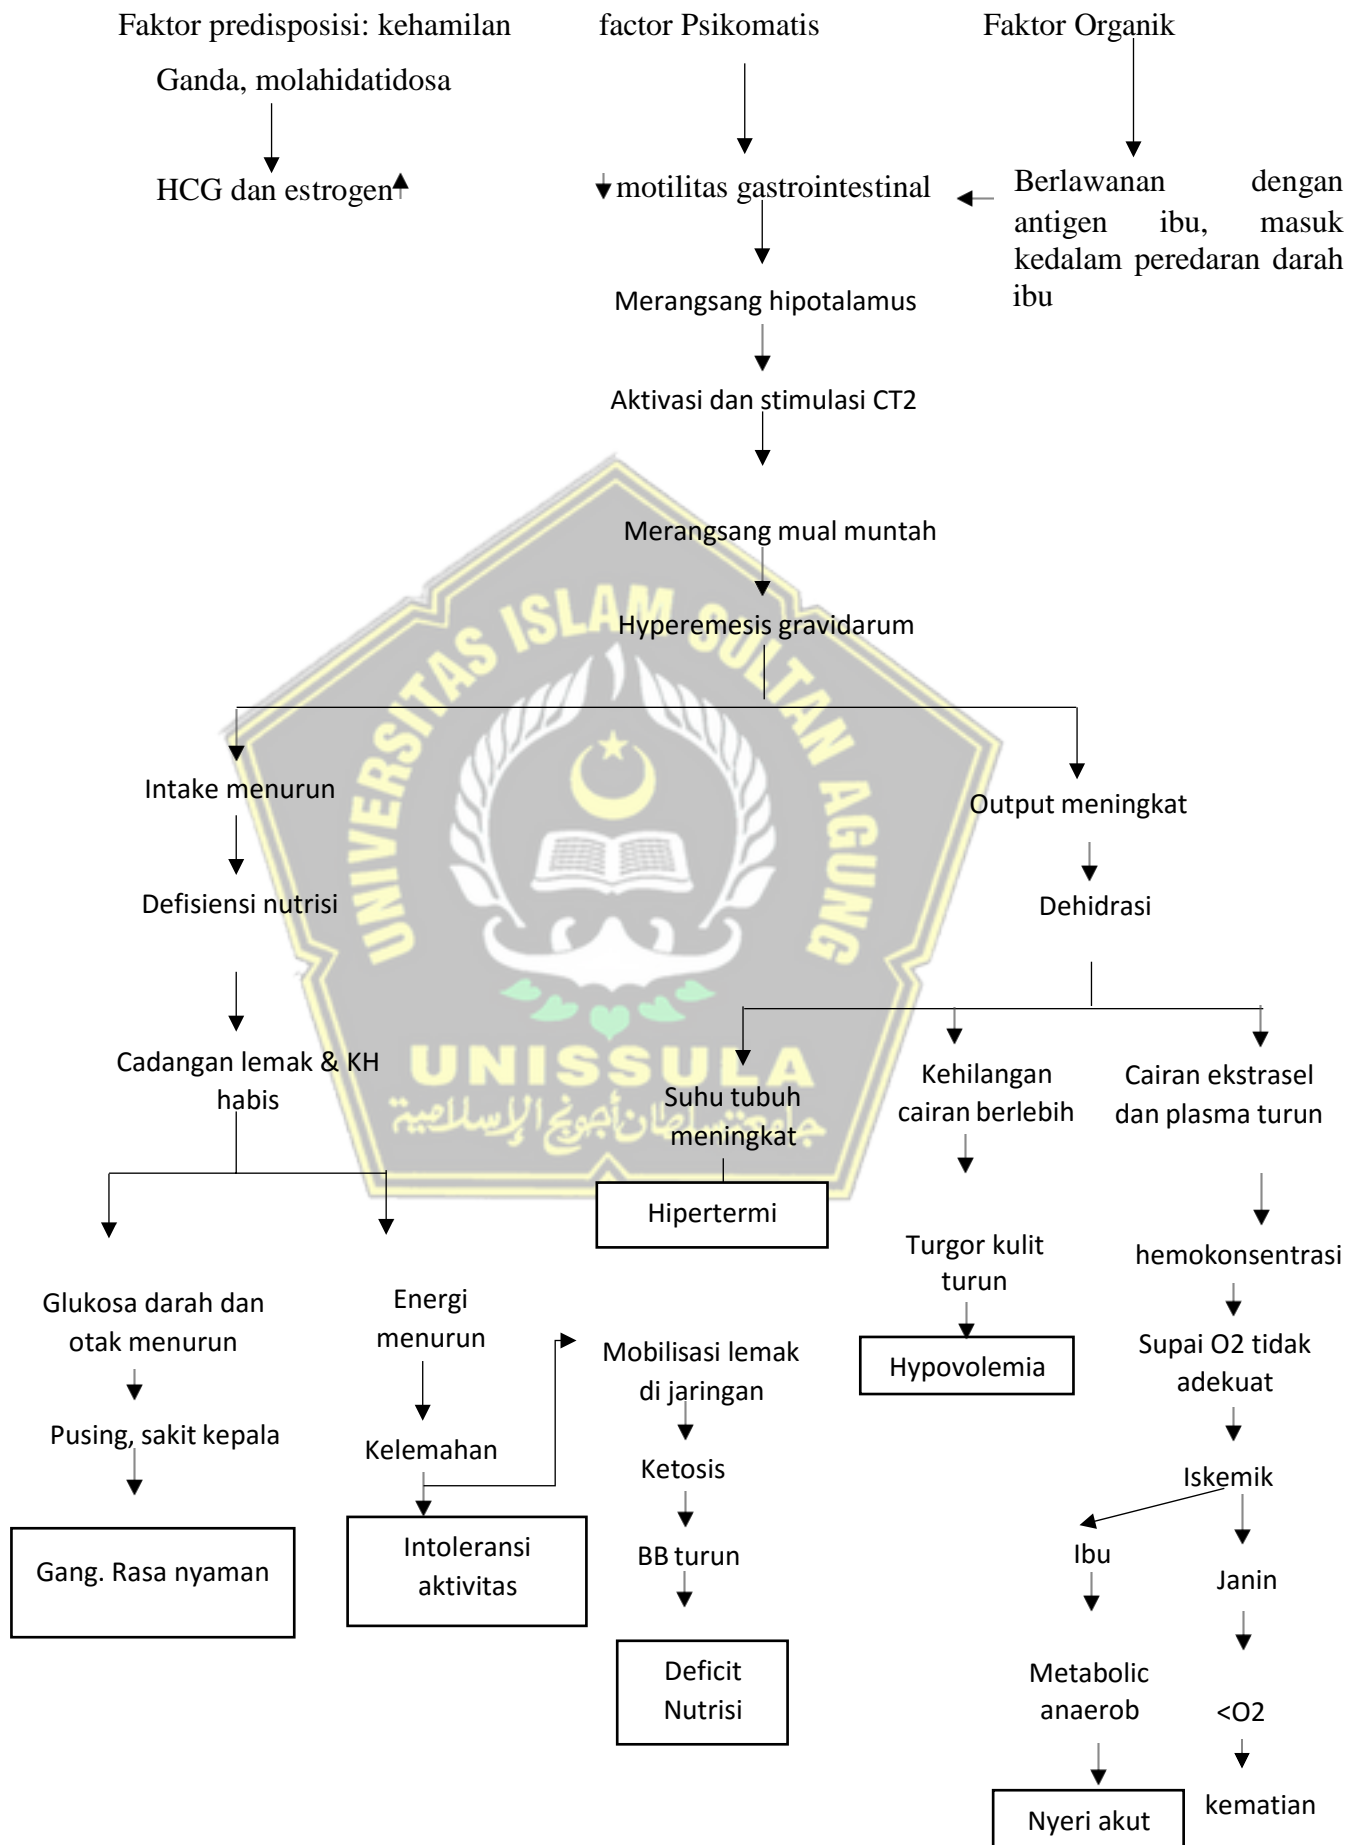 Faktor predisposisi: kehamilan
Ganda, molahidatidosa
factor Psikomatis
Faktor Organik
HCG dan estrogen
motilitas gastrointestinal
Berlawanan dengan
antigen ibu, masuk
kedalam peredaran darah
ibu
Merangsang hipotalamus
Aktivasi dan stimulasi CT2
Merangsang mual muntah
Hyperemesis gravidarum
UNIVERSITAS ISLAM SULTAN AGUNG
Intake menurun
Output meningkat
Defisiensi nutrisi
Dehidrasi
UNISSULA
جامعة سلطان أجونج الإسلامية
Cadangan lemak & KH
habis
Suhu tubuh
meningkat
Kehilangan
cairan berlebih
Cairan ekstrasel
dan plasma turun
Hipertermi
Turgor kulit
turun
hemokonsentrasi
Glukosa darah dan
otak menurun
Energi
menurun
Mobilisasi lemak
di jaringan
Hypovolemia
Supai O2 tidak
adekuat
Pusing, sakit kepala
Kelemahan
Ketosis
Iskemik
Gang. Rasa nyaman
Intoleransi
aktivitas
BB turun
Ibu
Janin
Deficit
Nutrisi
Metabolic
anaerob
<O2
Nyeri akut
kematian